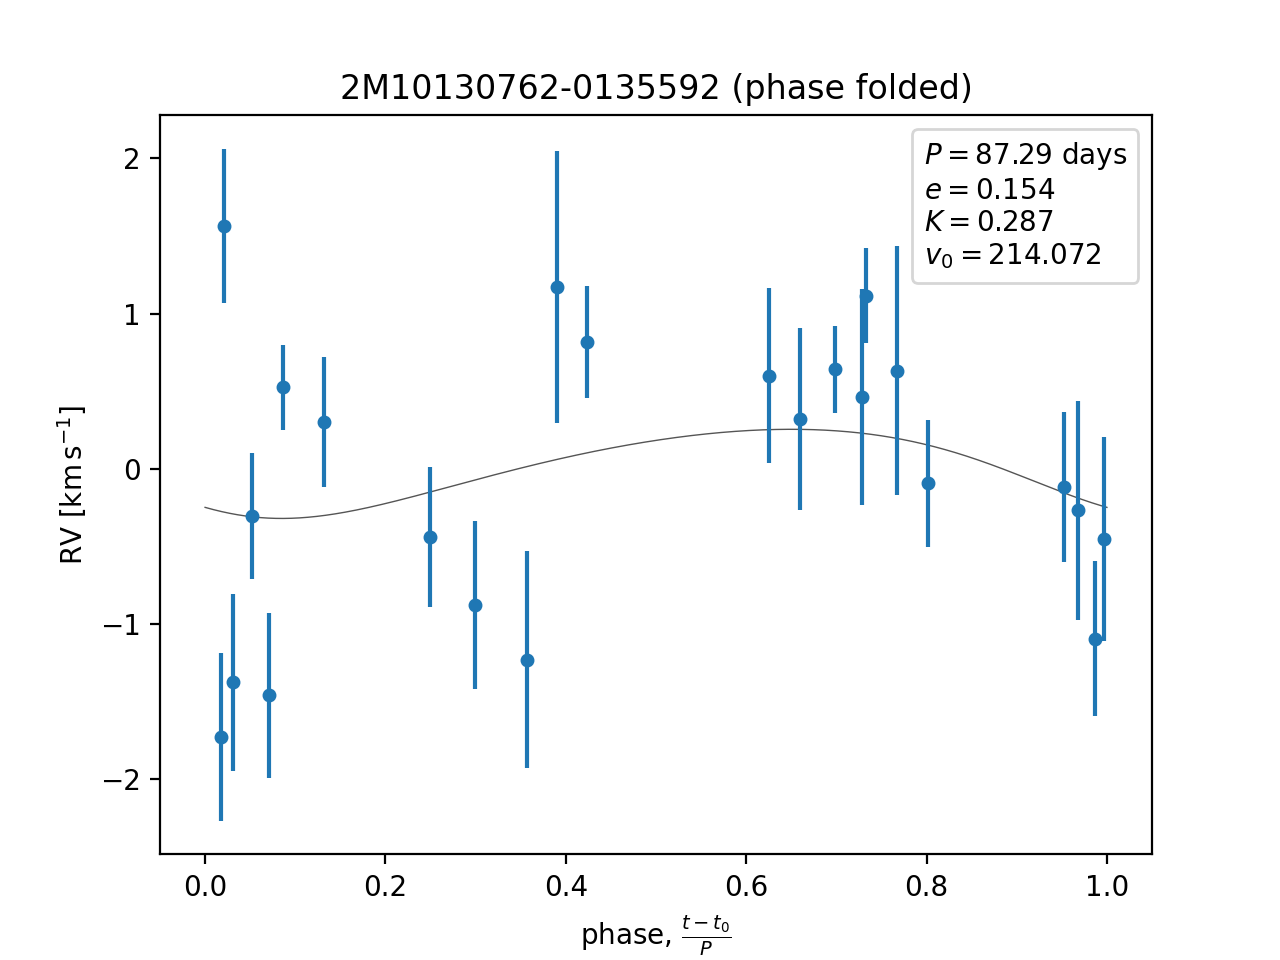 2M10130762-0135592 (phase folded)
P = 87.29 days
e = 0.154
K = 0.287
v₀ = 214.072
RV [km s⁻¹]
2
1
0
−1
−2
0.0 0.2 0.4 0.6 0.8 1.0
phase, (t − t₀)/P